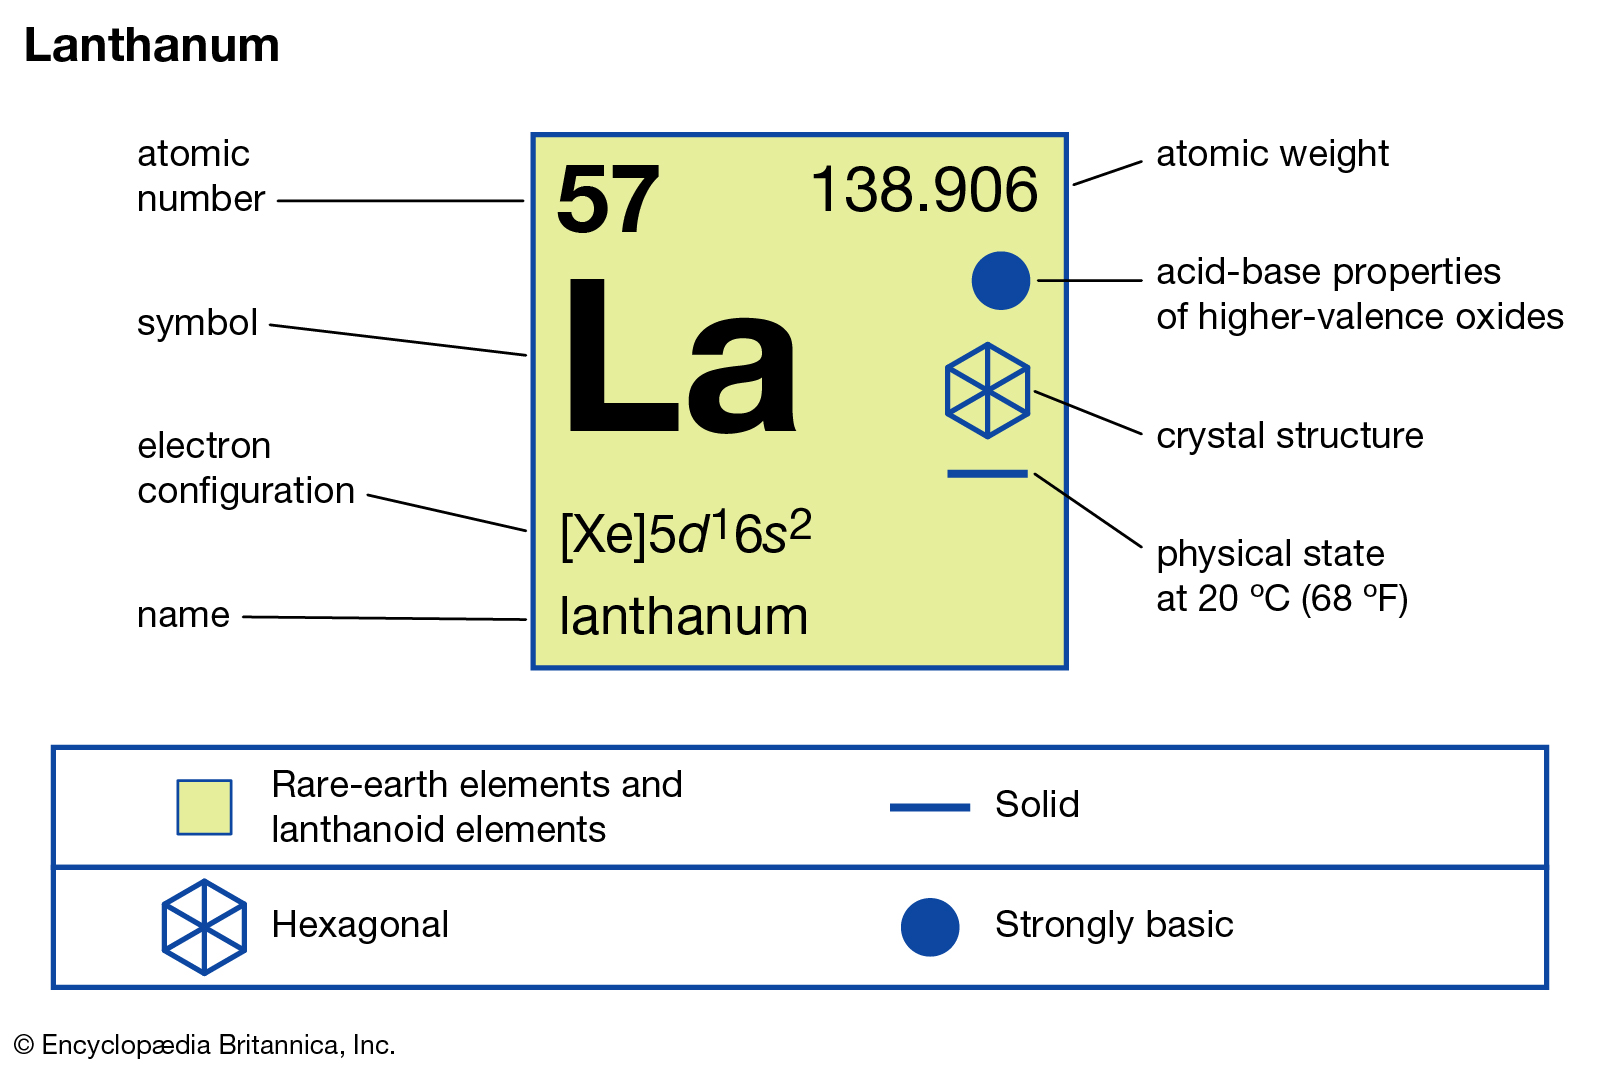 Lanthanum
atomic
number
symbol
electron
configuration
name
57
138.906
La
[Xe]5d¹6s²
lanthanum
atomic weight
acid-base properties
of higher-valence oxides
crystal structure
physical state
at 20 ºC (68 ºF)
Rare-earth elements and
lanthanoid elements
Solid
Hexagonal
Strongly basic
© Encyclopædia Britannica, Inc.